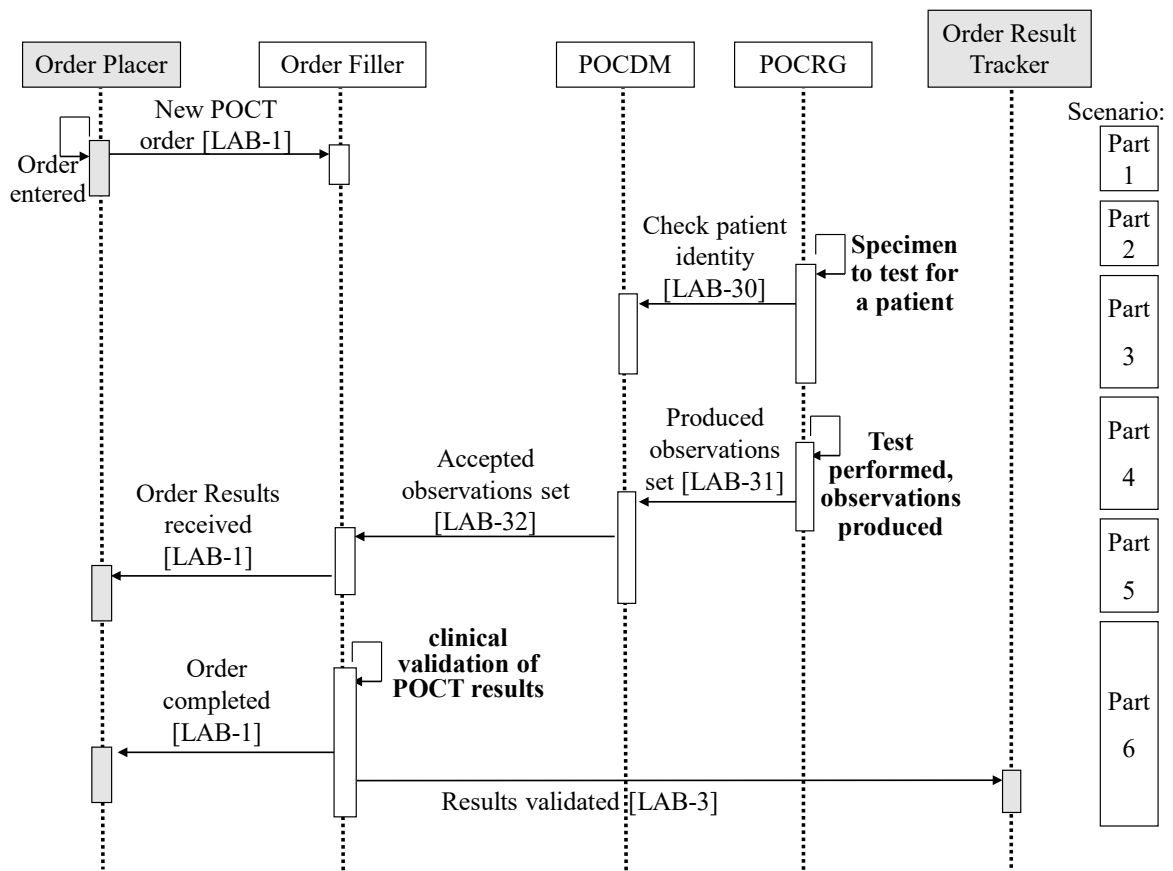 Order Placer
Order Filler
POCDM
POCRG
Order Result
Tracker
Scenario:
New POCT
order [LAB-1]
Order
entered
Part
1
Part
2
Check patient
identity
[LAB-30]
Specimen
to test for
a patient
Part
3
Produced
observations
set [LAB-31]
Test
performed,
observations
produced
Part
4
Accepted
observations set
[LAB-32]
Order Results
received
[LAB-1]
Part
5
clinical
validation of
POCT results
Order
completed
[LAB-1]
Part
6
Results validated [LAB-3]